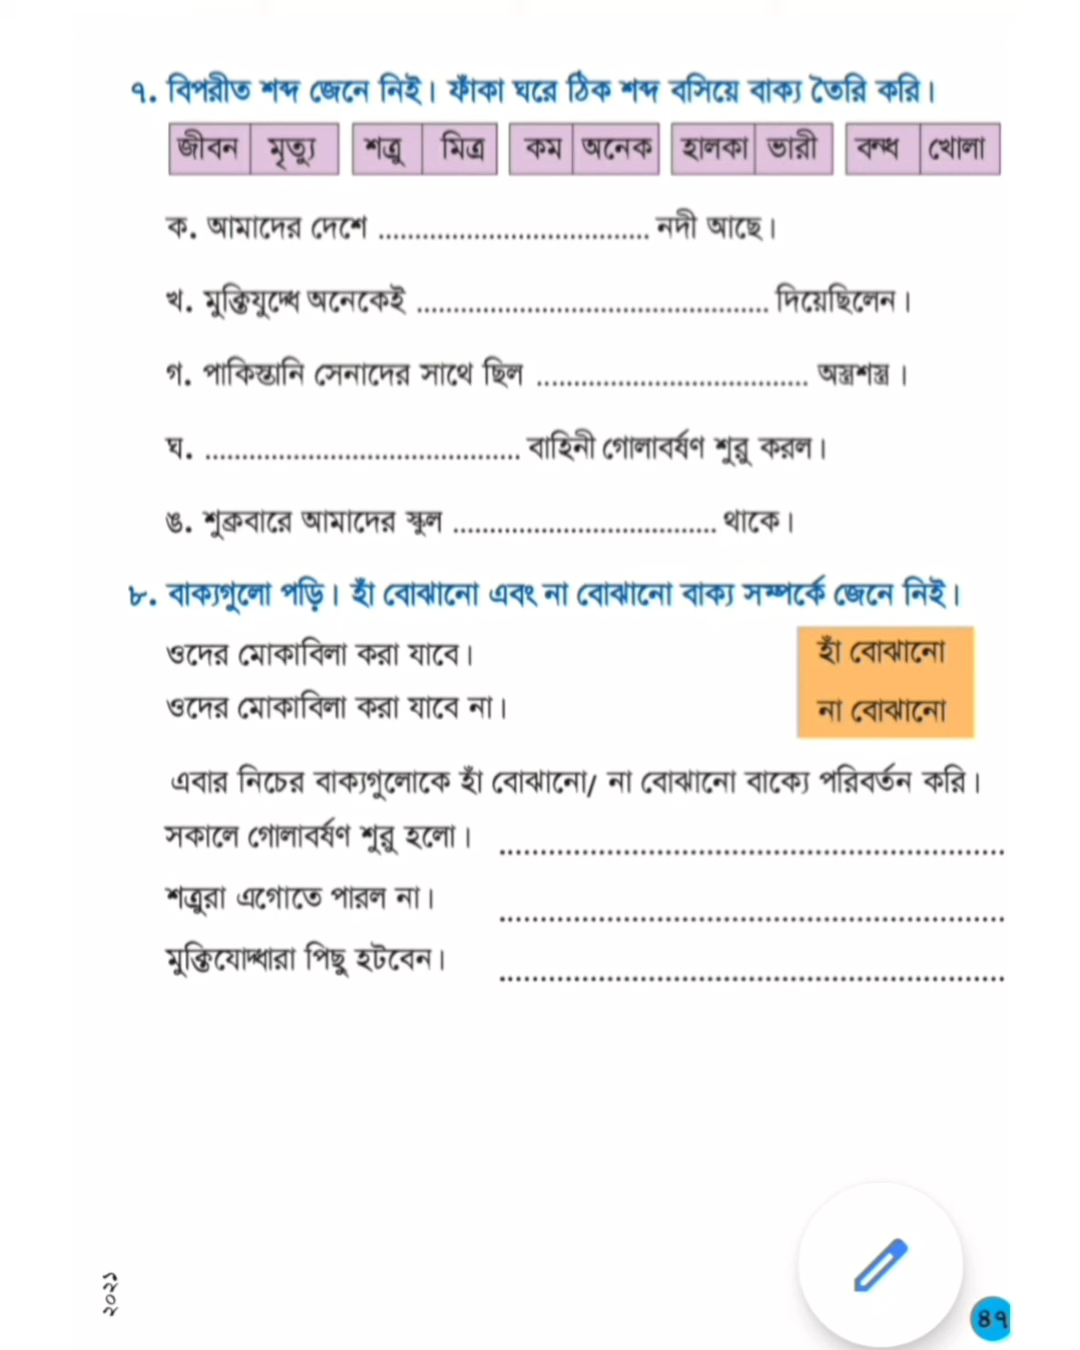 ৭. বিপরীত শব্দ জেনে নিই। ফাঁকা ঘরে ঠিক শব্দ বসিয়ে বাক্য তৈরি করি।
জীবন মৃত্যু শত্রু মিত্র কম অনেক হালকা ভারী বন্ধ খোলা
ক. আমাদের দেশে .................................... নদী আছে।
খ. মুক্তিযুদ্ধে অনেকেই ............................................... দিয়েছিলেন।
গ. পাকিস্তানি সেনাদের সাথে ছিল .................................... অস্ত্রশস্ত্র।
ঘ. .......................................... বাহিনী গোলাবর্ষণ শুরু করল।
ঙ. শুক্রবারে আমাদের স্কুল ................................... থাকে।
৮. বাক্যগুলো পড়ি। হাঁ বোঝানো এবং না বোঝানো বাক্য সম্পর্কে জেনে নিই।
ওদের মোকাবিলা করা যাবে। হাঁ বোঝানো
ওদের মোকাবিলা করা যাবে না। না বোঝানো
এবার নিচের বাক্যগুলোকে হাঁ বোঝানো/ না বোঝানো বাক্যে পরিবর্তন করি।
সকালে গোলাবর্ষণ শুরু হলো। ...................................................................
শত্রুরা এগোতে পারল না। ...................................................................
মুক্তিযোদ্ধারা পিছু হটবেন। ...................................................................
২০২১
৪৭